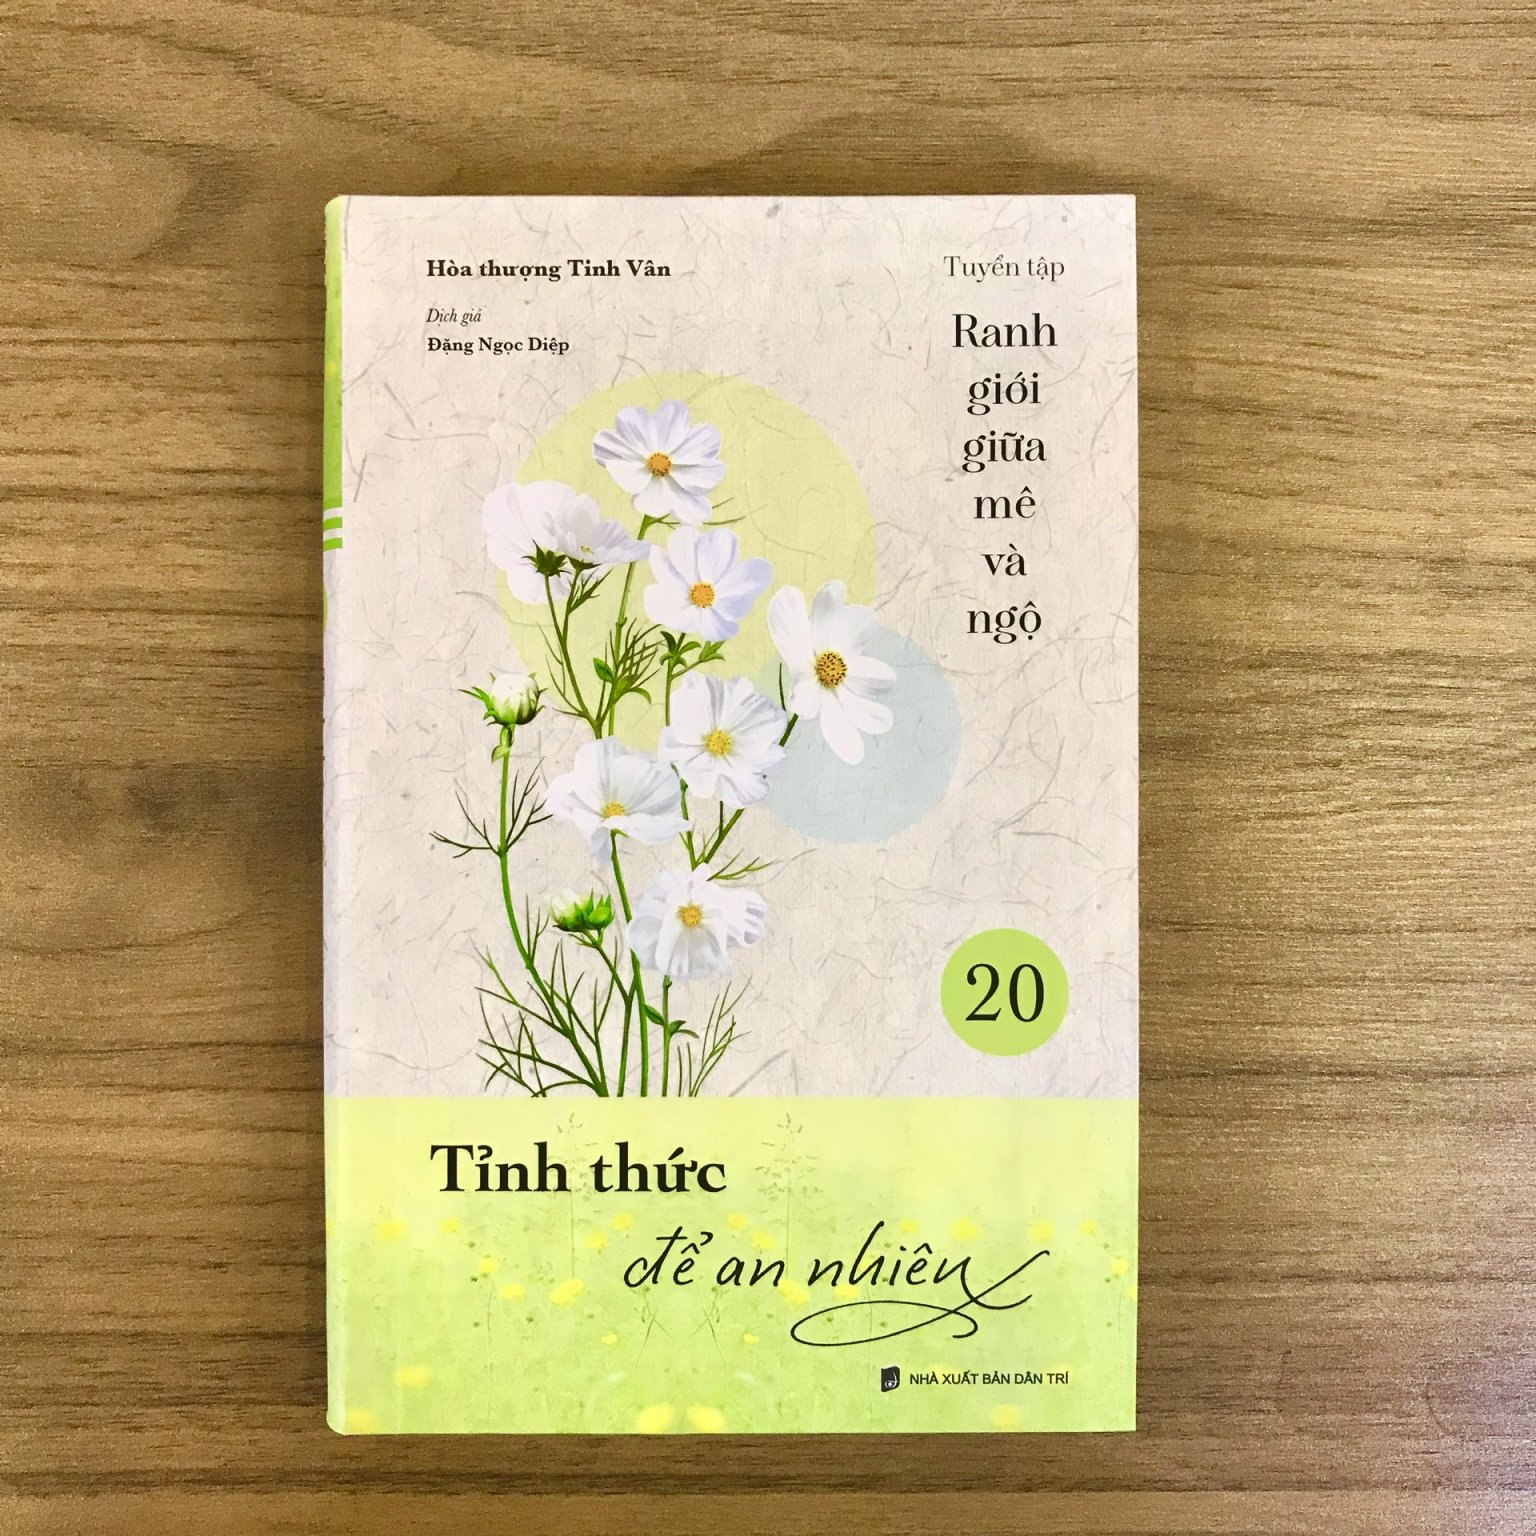 Hòa thượng Tinh Vân
Dịch giả
Đặng Ngọc Diệp
Tuyển tập
Ranh
giới
giữa
mê
và
ngộ
20
Tỉnh thức
để an nhiên
NHÀ XUẤT BẢN DÂN TRÍ